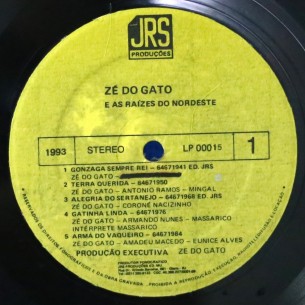 JRS
PRODUÇÕES
ZÉ DO GATO
E AS RAÍZES DO NORDESTE
1993 STEREO LP 00015 1
1 GONZAGA SEMPRE REI – 64671941 ED. JRS
ZÉ DO GATO –
2 TERRA QUERIDA – 64671950
ZÉ DO GATO – ANTONIO RAMOS – MINGAL
3 ALEGRIA DO SERTANEJO – 64671968 ED. JRS
ZÉ DO GATO – CORONÉ NACIZINHO
4 GATINHA LINDA – 64671976
ZÉ DO GATO – ARMANDO NUNES – MASSARICO
INTÉRPRETE MASSARICO
5 ARMA DO VAQUEIRO – 64671984
ZÉ DO GATO – AMADEU MACEDO – EUNICE ALVES
PRODUÇÃO EXECUTIVA ZÉ DO GATO